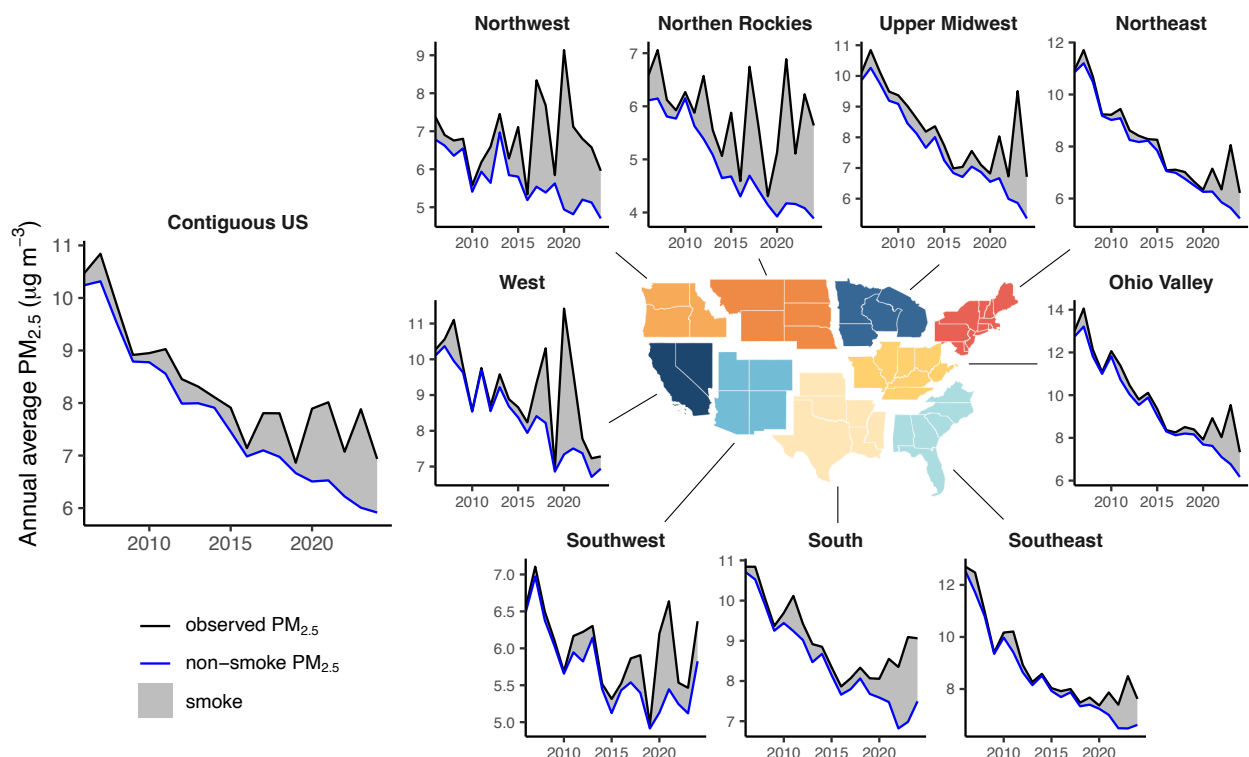 Northwest
Northen Rockies
Upper Midwest
Northeast
9
8
7
6
5
2010 2015 2020
7
6
5
4
2010 2015 2020
11
10
9
8
7
6
2010 2015 2020
12
10
8
6
2010 2015 2020
Contiguous US
Annual average PM2.5 (μg m−3)
11
10
9
8
7
6
2010 2015 2020
West
11
10
9
8
7
2010 2015 2020
Ohio Valley
14
12
10
8
6
2010 2015 2020
Southwest
7.0
6.5
6.0
5.5
5.0
2010 2015 2020
South
11
10
9
8
7
2010 2015 2020
Southeast
12
10
8
2010 2015 2020
observed PM2.5
non−smoke PM2.5
smoke